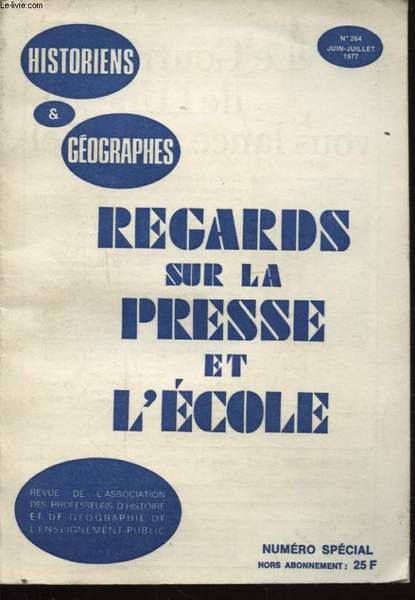 Le-livre.com
HISTORIENS
&
GÉOGRAPHES
N° 264
JUIN-JUILLET
1977
REGARDS
SUR LA
PRESSE
ET
L'ÉCOLE
REVUE DE L'ASSOCIATION
DES PROFESSEURS D'HISTOIRE
ET DE GÉOGRAPHIE DE
L'ENSEIGNEMENT PUBLIC
NUMÉRO SPÉCIAL
HORS ABONNEMENT : 25 F